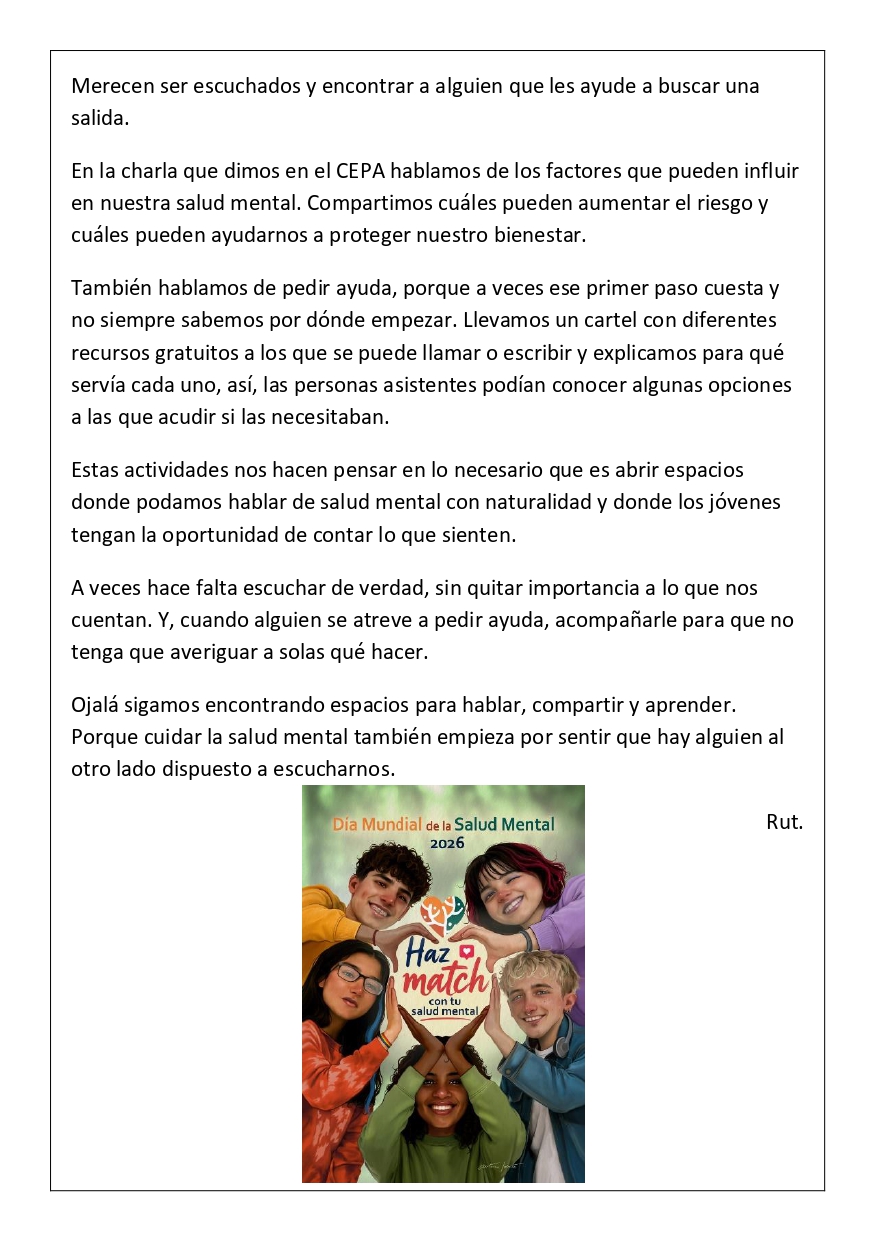 Merecen ser escuchados y encontrar a alguien que les ayude a buscar una
salida.
En la charla que dimos en el CEPA hablamos de los factores que pueden influir
en nuestra salud mental. Compartimos cuáles pueden aumentar el riesgo y
cuáles pueden ayudarnos a proteger nuestro bienestar.
También hablamos de pedir ayuda, porque a veces ese primer paso cuesta y
no siempre sabemos por dónde empezar. Llevamos un cartel con diferentes
recursos gratuitos a los que se puede llamar o escribir y explicamos para qué
servía cada uno, así, las personas asistentes podían conocer algunas opciones
a las que acudir si las necesitaban.
Estas actividades nos hacen pensar en lo necesario que es abrir espacios
donde podamos hablar de salud mental con naturalidad y donde los jóvenes
tengan la oportunidad de contar lo que sienten.
A veces hace falta escuchar de verdad, sin quitar importancia a lo que nos
cuentan. Y, cuando alguien se atreve a pedir ayuda, acompañarle para que no
tenga que averiguar a solas qué hacer.
Ojalá sigamos encontrando espacios para hablar, compartir y aprender.
Porque cuidar la salud mental también empieza por sentir que hay alguien al
otro lado dispuesto a escucharnos.
Rut.
Día Mundial de la Salud Mental
2026
Haz
match
con tu
salud mental